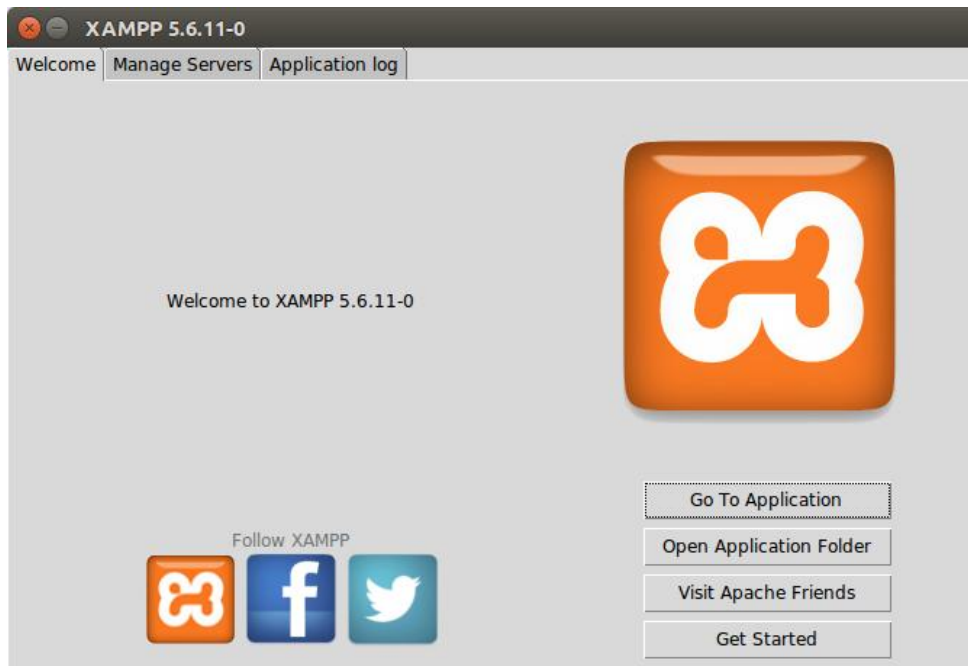 XAMPP 5.6.11-0
Welcome
Manage Servers
Application log
Welcome to XAMPP 5.6.11-0
Go To Application
Open Application Folder
Visit Apache Friends
Get Started
Follow XAMPP